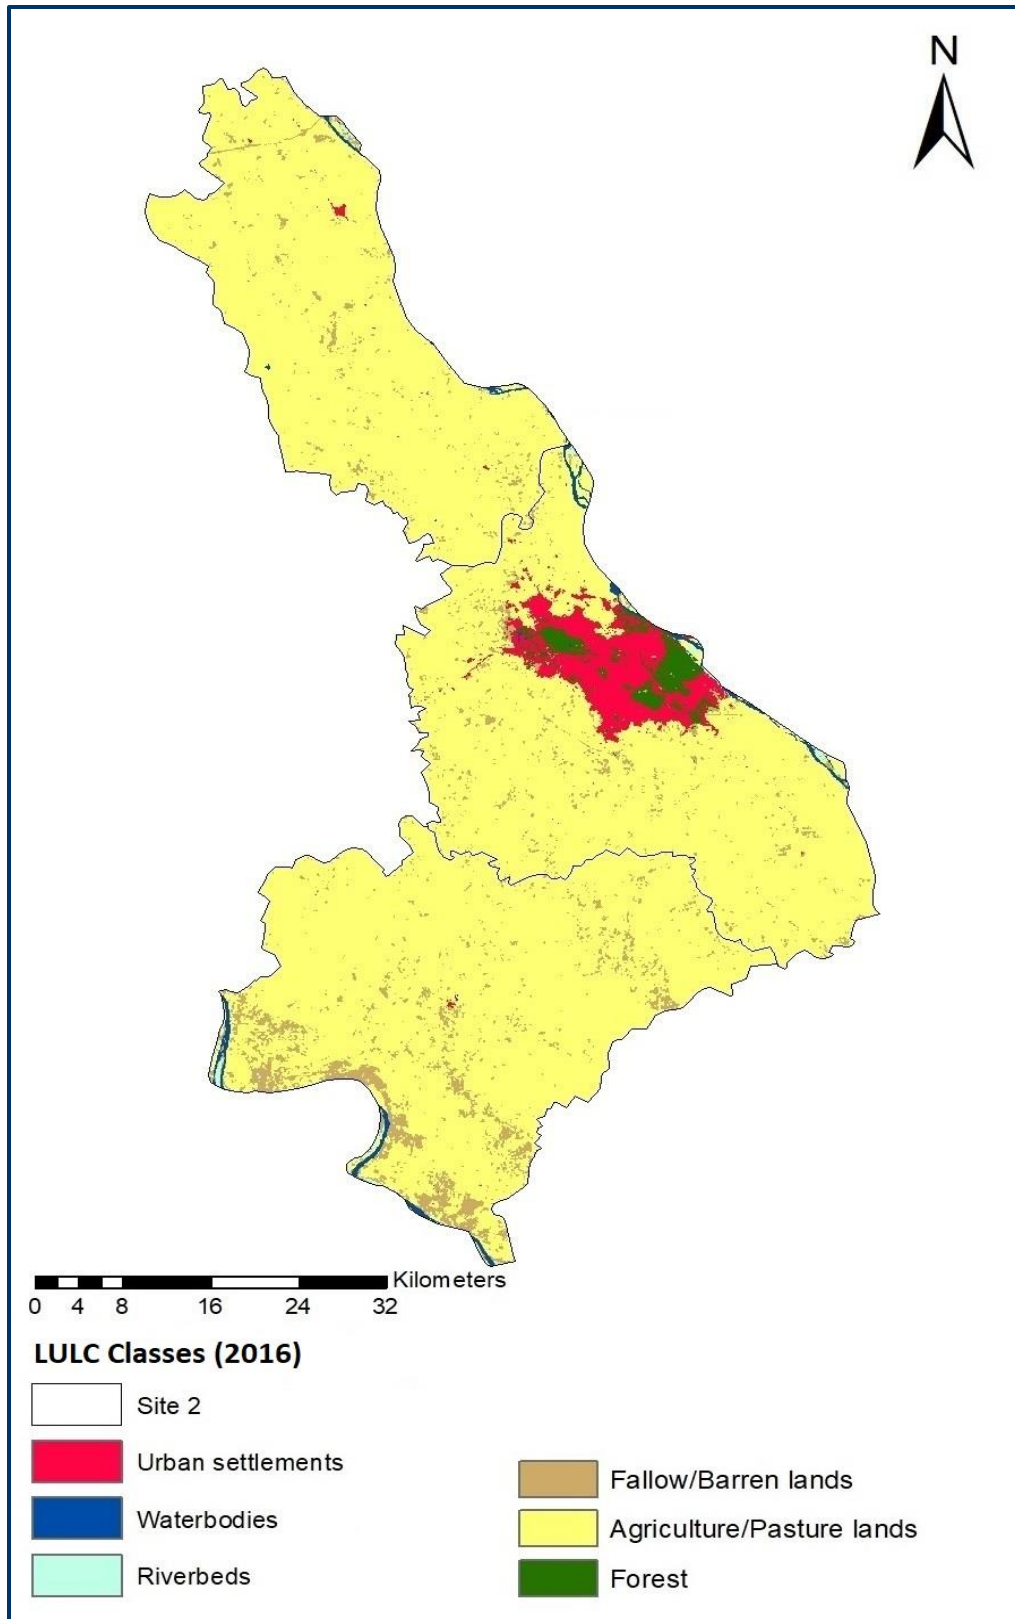 N
Kilometers
0 4 8 16 24 32
LULC Classes (2016)
Site 2
Urban settlements
Waterbodies
Riverbeds
Fallow/Barren lands
Agriculture/Pasture lands
Forest